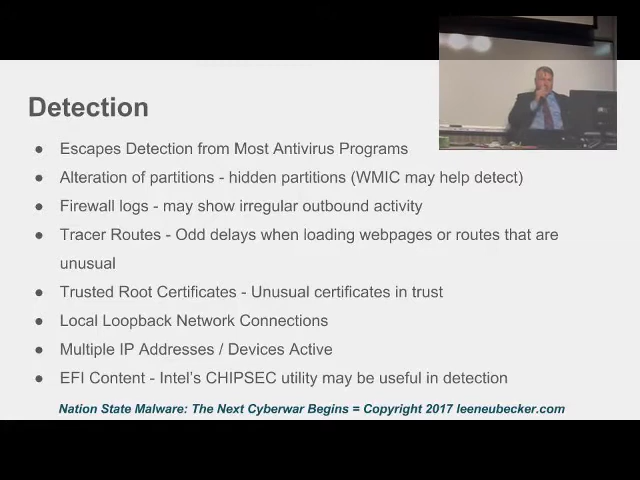 Detection
● Escapes Detection from Most Antivirus Programs
● Alteration of partitions - hidden partitions (WMIC may help detect)
● Firewall logs - may show irregular outbound activity
● Tracer Routes - Odd delays when loading webpages or routes that are
unusual
● Trusted Root Certificates - Unusual certificates in trust
● Local Loopback Network Connections
● Multiple IP Addresses / Devices Active
● EFI Content - Intel's CHIPSEC utility may be useful in detection
Nation State Malware: The Next Cyberwar Begins = Copyright 2017 leeneubecker.com